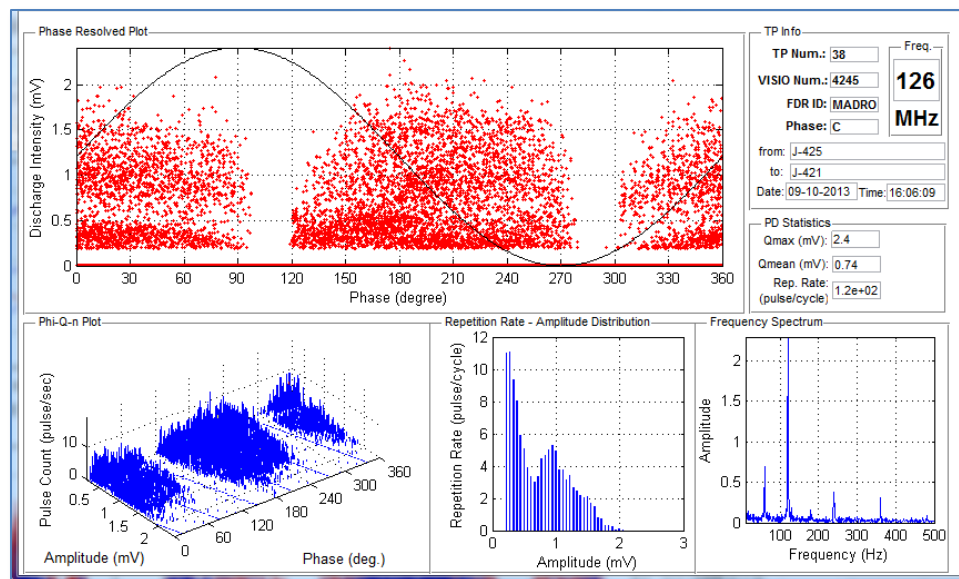 Phase Resolved Plot
Discharge Intensity (mV)
2
1.5
1
0.5
0
0 30 60 90 120 150 180 210 240 270 300 330 360
Phase (degree)
TP Info
TP Num.: 38
VISIO Num.: 4245
FDR ID: MADRO
Phase: C
Freq.
126
MHz
from: J-425
to: J-421
Date: 09-10-2013 Time: 16:06:09
PD Statistics
Qmax (mV): 2.4
Qmean (mV): 0.74
Rep. Rate: 1.2e+02
(pulse/cycle)
Phi-Q-n Plot
Pulse Count (pulse/sec)
10
0
0.5
1
1.5
2
Amplitude (mV)
0
60
120
180
240
300
360
Phase (deg.)
Repetition Rate - Amplitude Distribution
Repetition Rate (pulse/cycle)
12
10
8
6
4
2
0
0 1 2 3
Amplitude (mV)
Frequency Spectrum
Amplitude
2
1.5
1
0.5
0
100 200 300 400 500
Frequency (Hz)